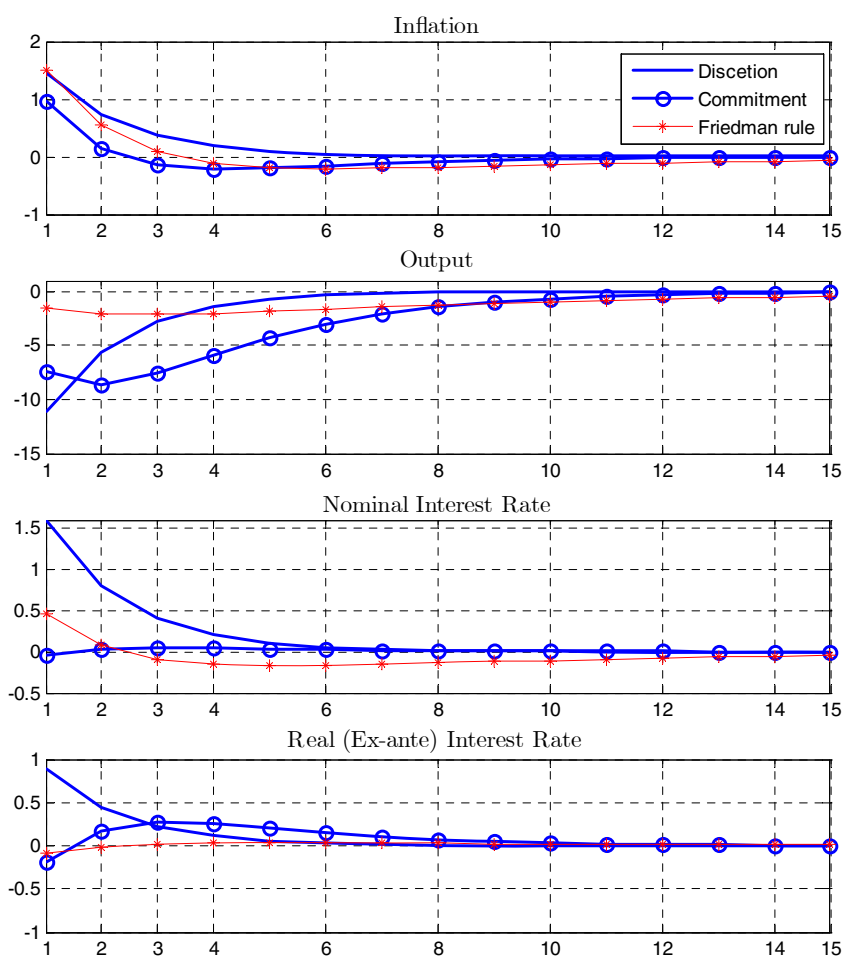 Inflation
2
1
0
-1
Discetion
Commitment
Friedman rule
1 2 3 4 6 8 10 12 14 15
Output
0
-5
-10
-15
1 2 3 4 6 8 10 12 14 15
Nominal Interest Rate
1.5
1
0.5
0
-0.5
1 2 3 4 6 8 10 12 14 15
Real (Ex-ante) Interest Rate
1
0.5
0
-0.5
-1
1 2 3 4 6 8 10 12 14 15